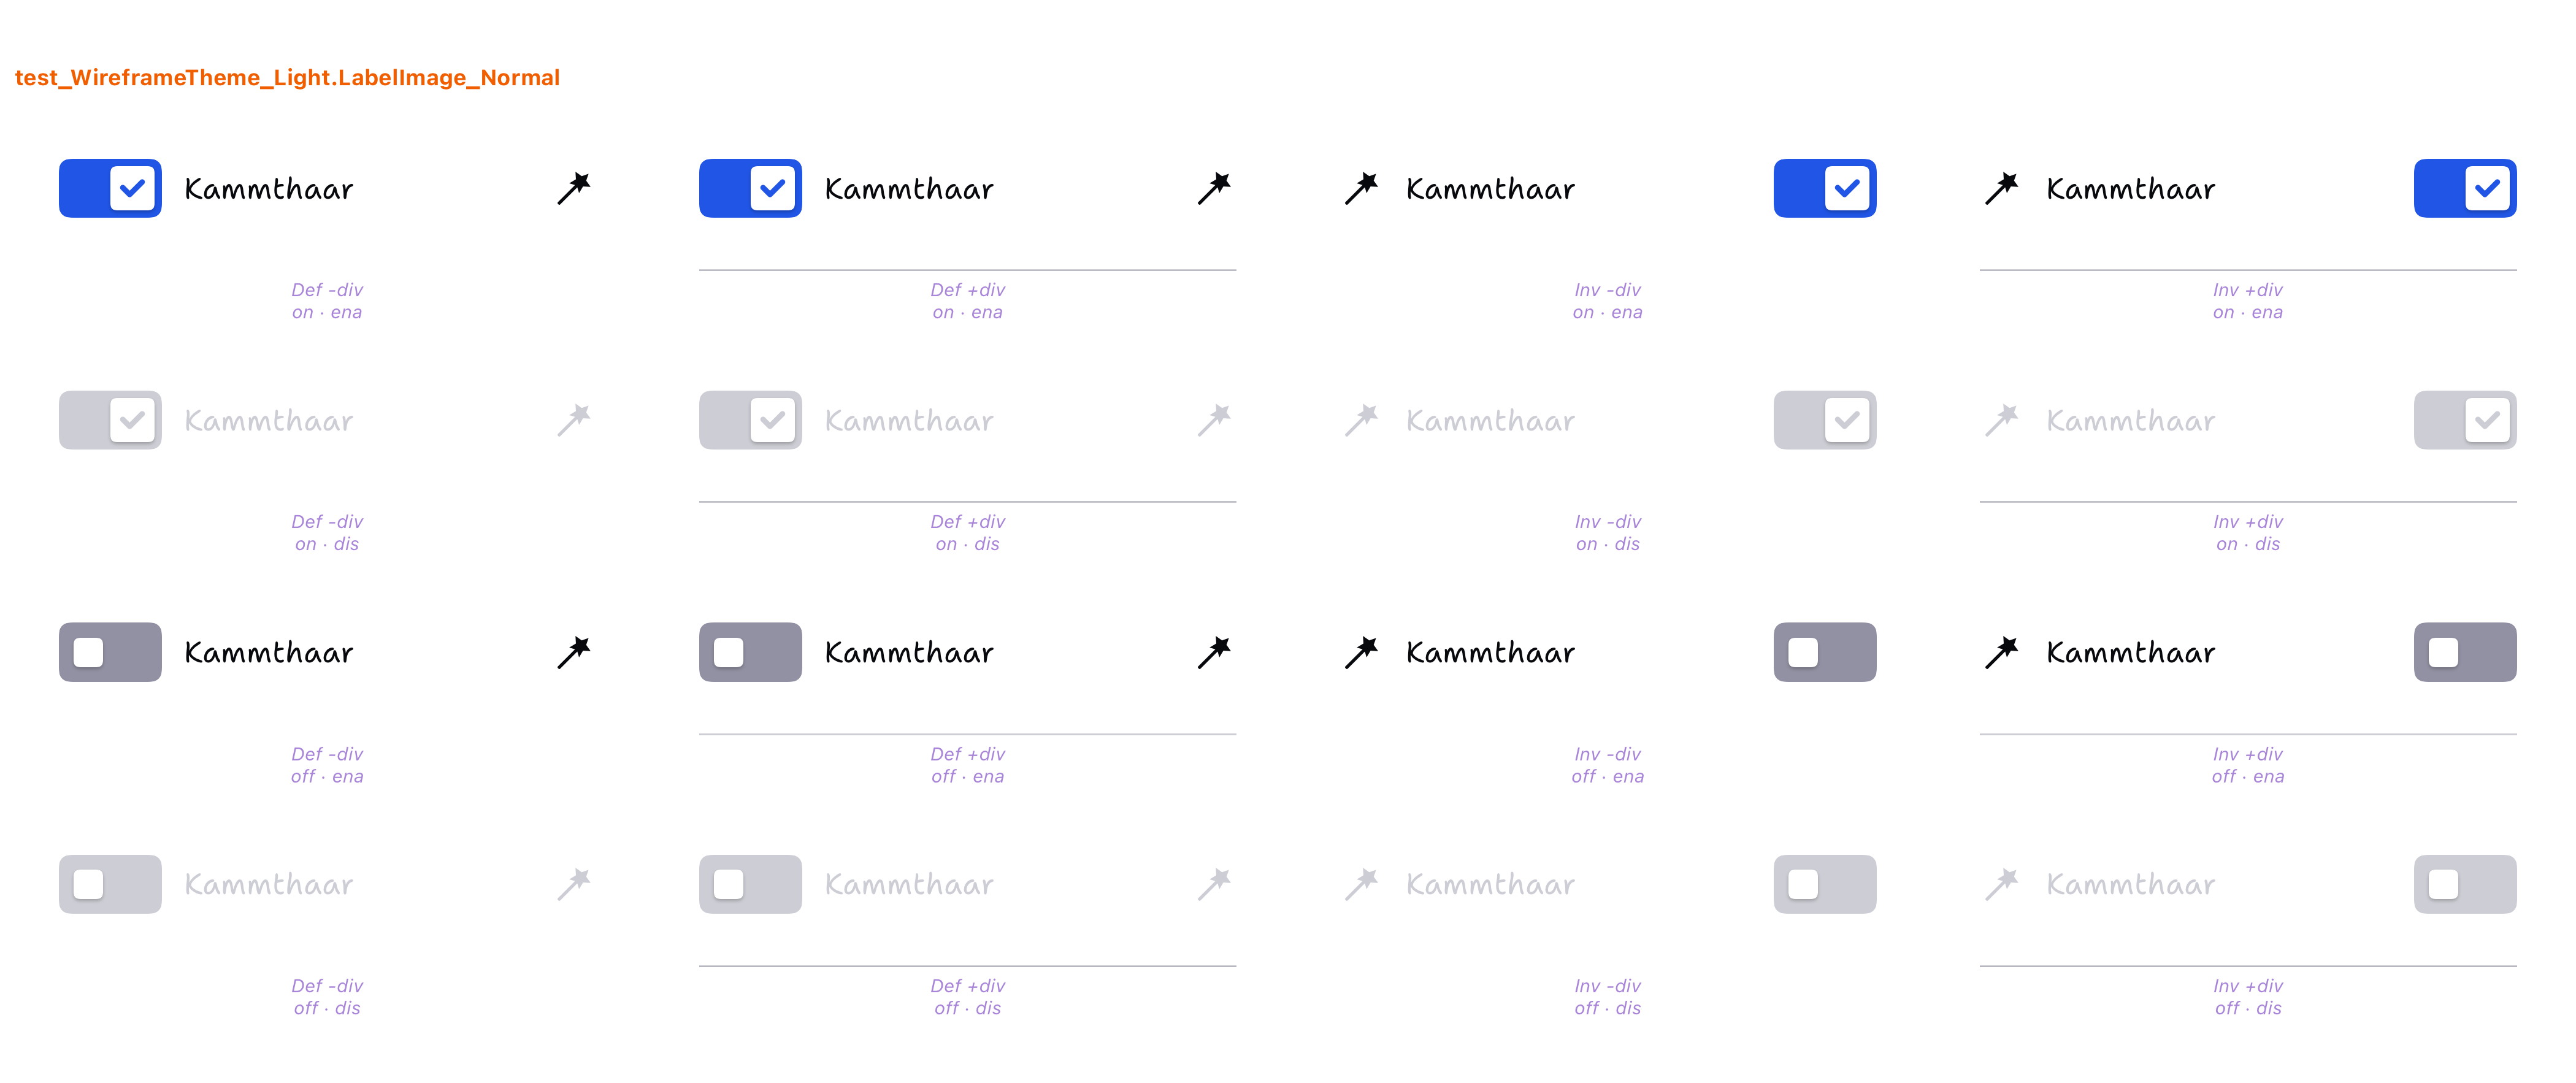 test_WireframeTheme_Light.LabelImage_Normal
Kammthaar
Kammthaar
Kammthaar
Kammthaar
Def -div
on · ena
Def +div
on · ena
Inv -div
on · ena
Inv +div
on · ena
Kammthaar
Kammthaar
Kammthaar
Kammthaar
Def -div
on · dis
Def +div
on · dis
Inv -div
on · dis
Inv +div
on · dis
Kammthaar
Kammthaar
Kammthaar
Kammthaar
Def -div
off · ena
Def +div
off · ena
Inv -div
off · ena
Inv +div
off · ena
Kammthaar
Kammthaar
Kammthaar
Kammthaar
Def -div
off · dis
Def +div
off · dis
Inv -div
off · dis
Inv +div
off · dis